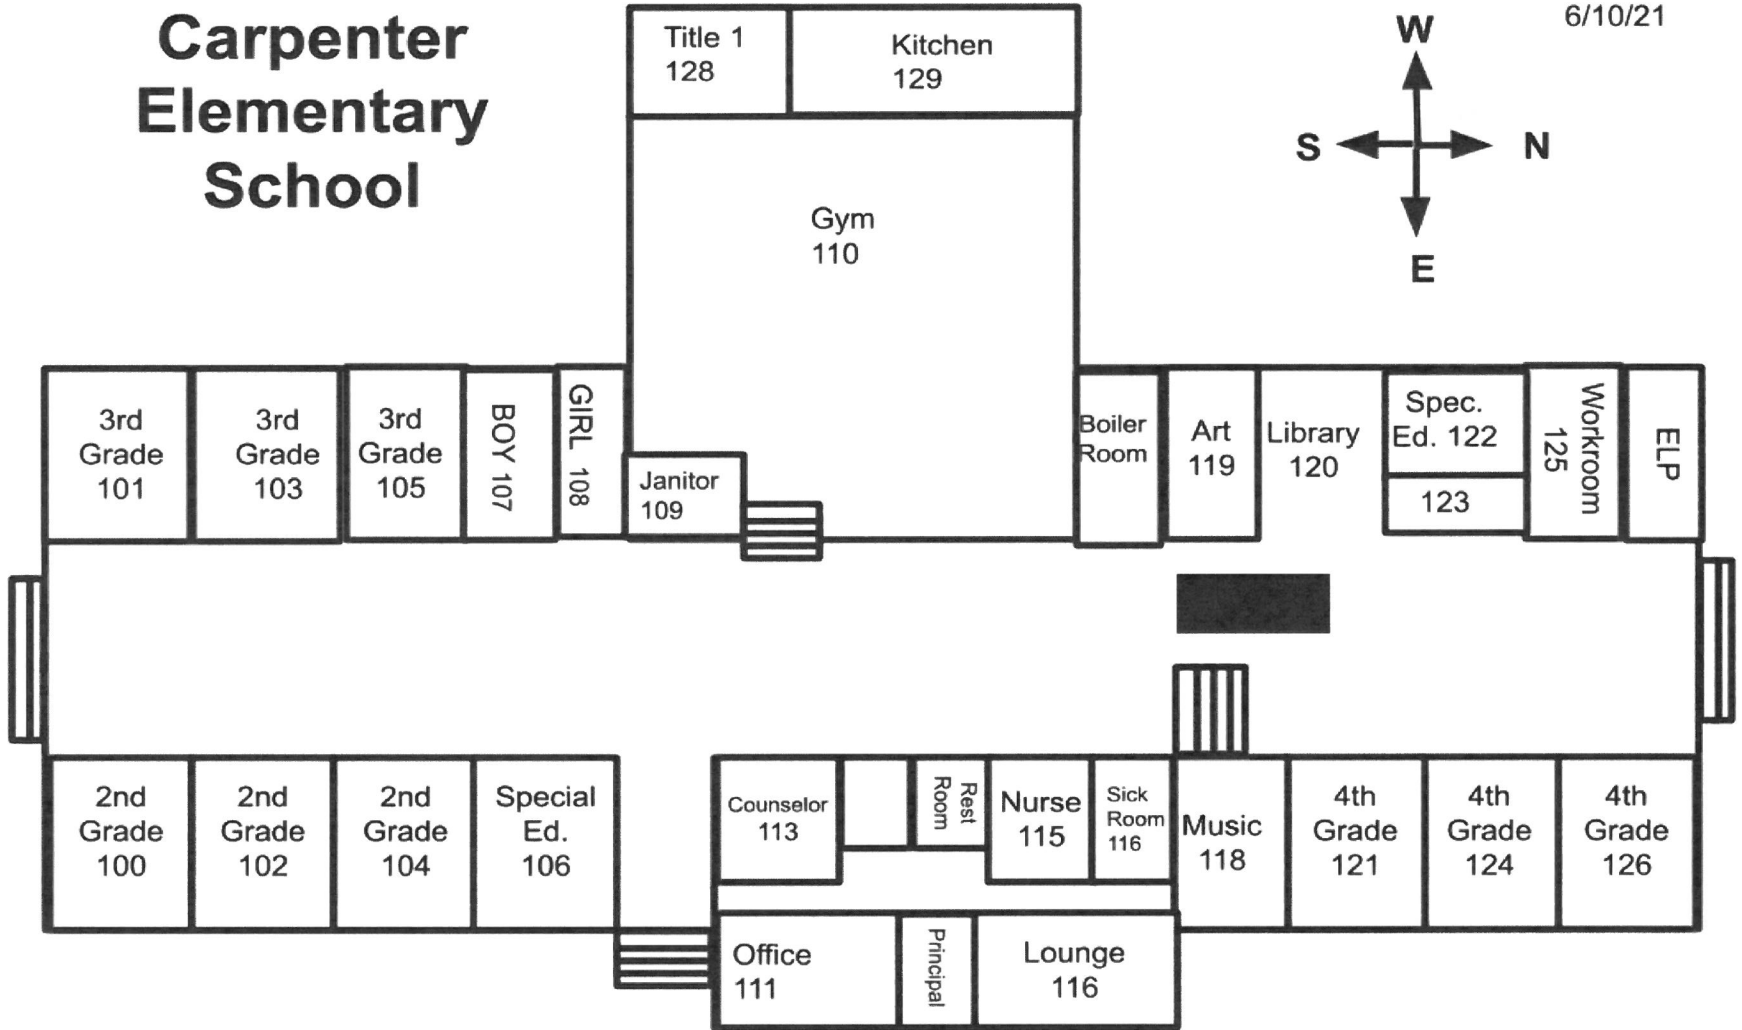 Carpenter
Elementary
School
6/10/21
W
S
N
E
Title 1
128
Kitchen
129
Gym
110
3rd
Grade
101
3rd
Grade
103
3rd
Grade
105
BOY 107
GIRL 108
Janitor
109
Boiler
Room
Art
119
Library
120
Spec.
Ed. 122
123
Workroom
125
ELP
2nd
Grade
100
2nd
Grade
102
2nd
Grade
104
Special
Ed.
106
Counselor
113
Rest
Room
Nurse
115
Sick
Room
116
Music
118
4th
Grade
121
4th
Grade
124
4th
Grade
126
Office
111
Principal
Lounge
116